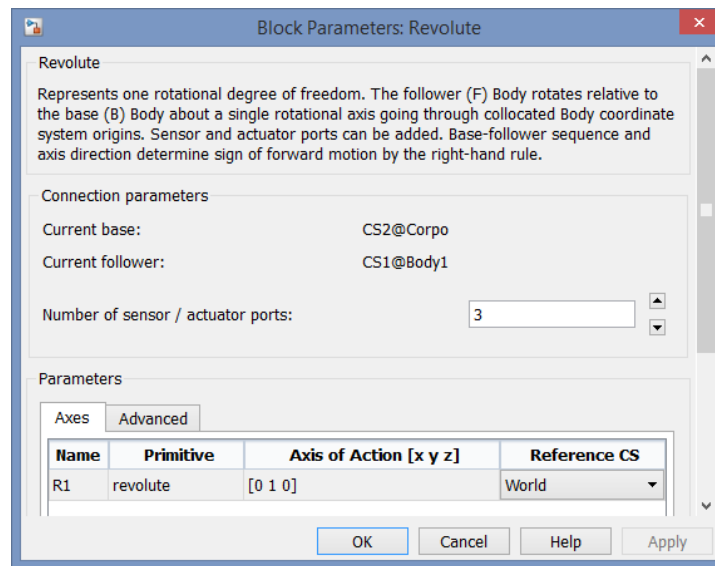 Block Parameters: Revolute
Revolute
Represents one rotational degree of freedom. The follower (F) Body rotates relative to
the base (B) Body about a single rotational axis going through collocated Body coordinate
system origins. Sensor and actuator ports can be added. Base-follower sequence and
axis direction determine sign of forward motion by the right-hand rule.
Connection parameters
Current base: CS2@Corpo
Current follower: CS1@Body1
Number of sensor / actuator ports: 3
Parameters
Axes Advanced
Name Primitive Axis of Action [x y z] Reference CS
R1 revolute [0 1 0] World
OK Cancel Help Apply